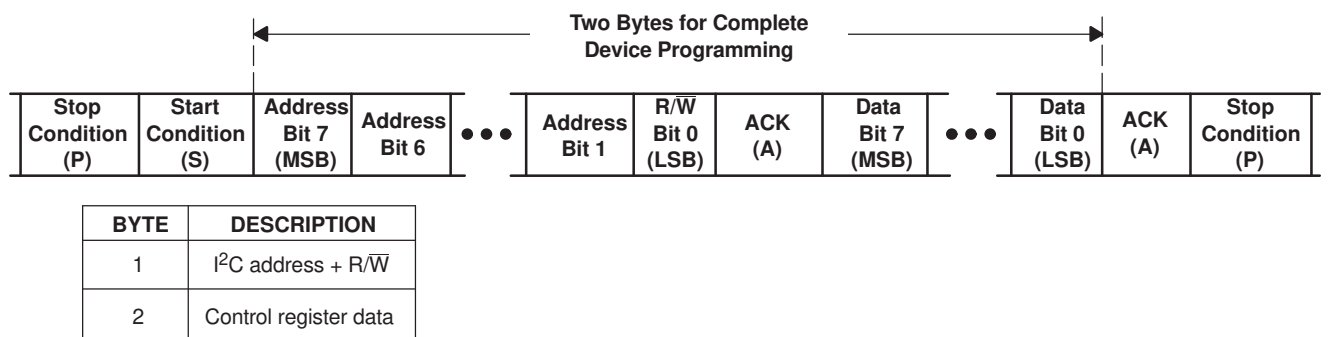 Two Bytes for Complete
Device Programming
Stop
Condition
(P)
Start
Condition
(S)
Address
Bit 7
(MSB)
Address
Bit 6
Address
Bit 1
R/W̅
Bit 0
(LSB)
ACK
(A)
Data
Bit 7
(MSB)
Data
Bit 0
(LSB)
ACK
(A)
Stop
Condition
(P)
BYTE DESCRIPTION
1 I²C address + R/W̅
2 Control register data